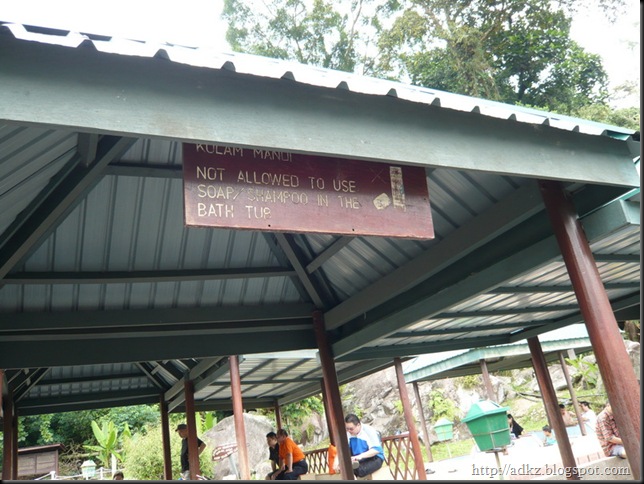 KOLAM MANDI
NOT ALLOWED TO USE
SOAP/SHAMPOO IN THE
BATH TUB
http://adkz.blogspot.com